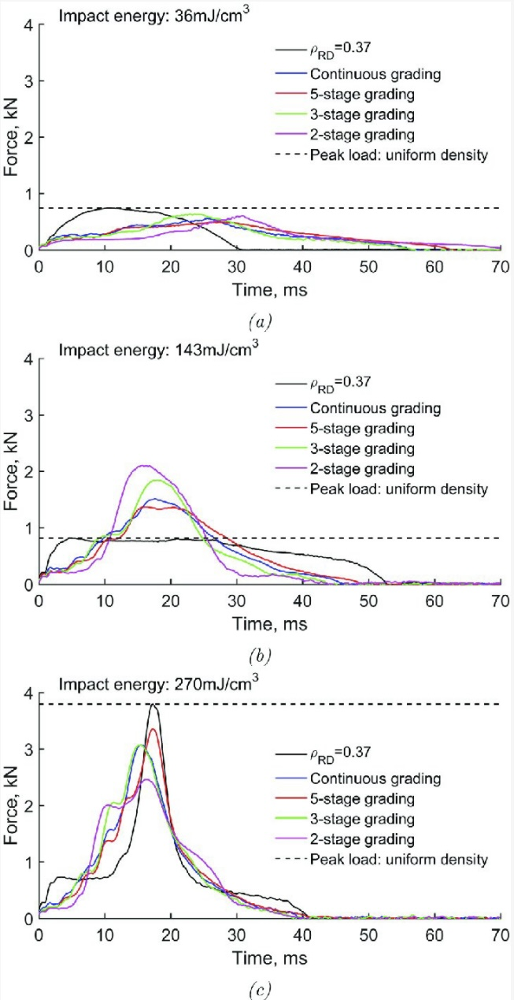 Impact energy: 36mJ/cm³
4
3
2
1
0
Force, kN
ρRD=0.37
Continuous grading
5-stage grading
3-stage grading
2-stage grading
Peak load: uniform density
0 10 20 30 40 50 60 70
Time, ms
(a)
Impact energy: 143mJ/cm³
4
3
2
1
0
Force, kN
ρRD=0.37
Continuous grading
5-stage grading
3-stage grading
2-stage grading
Peak load: uniform density
0 10 20 30 40 50 60 70
Time, ms
(b)
Impact energy: 270mJ/cm³
4
3
2
1
0
Force, kN
ρRD=0.37
Continuous grading
5-stage grading
3-stage grading
2-stage grading
Peak load: uniform density
0 10 20 30 40 50 60 70
Time, ms
(c)